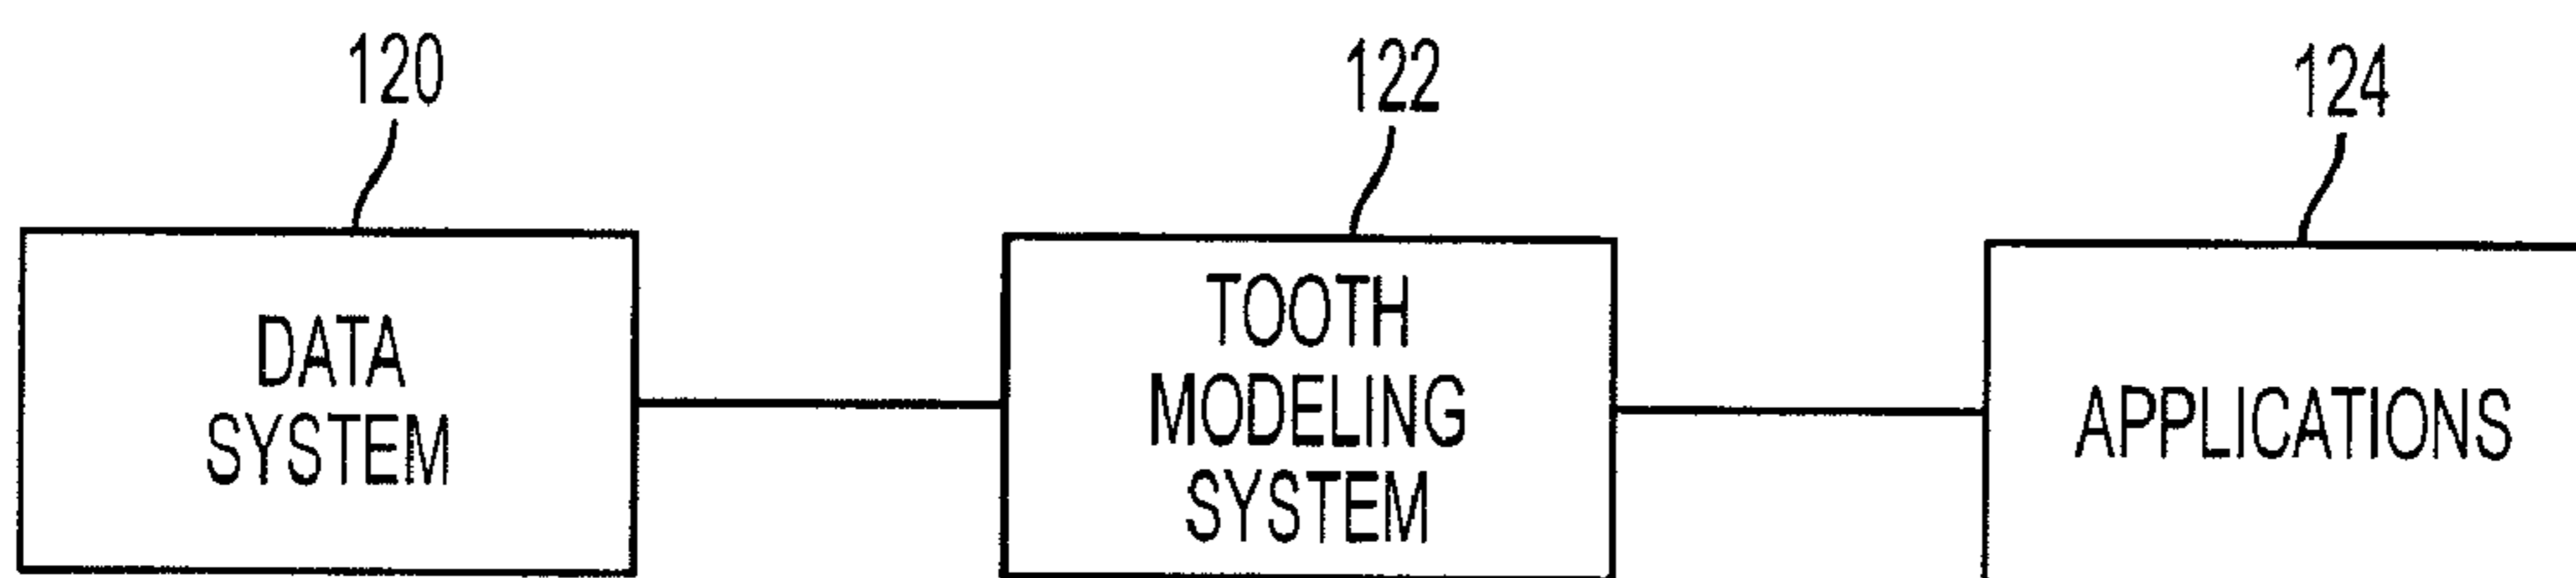 120
122
124
DATA
SYSTEM
TOOTH
MODELING
SYSTEM
APPLICATIONS